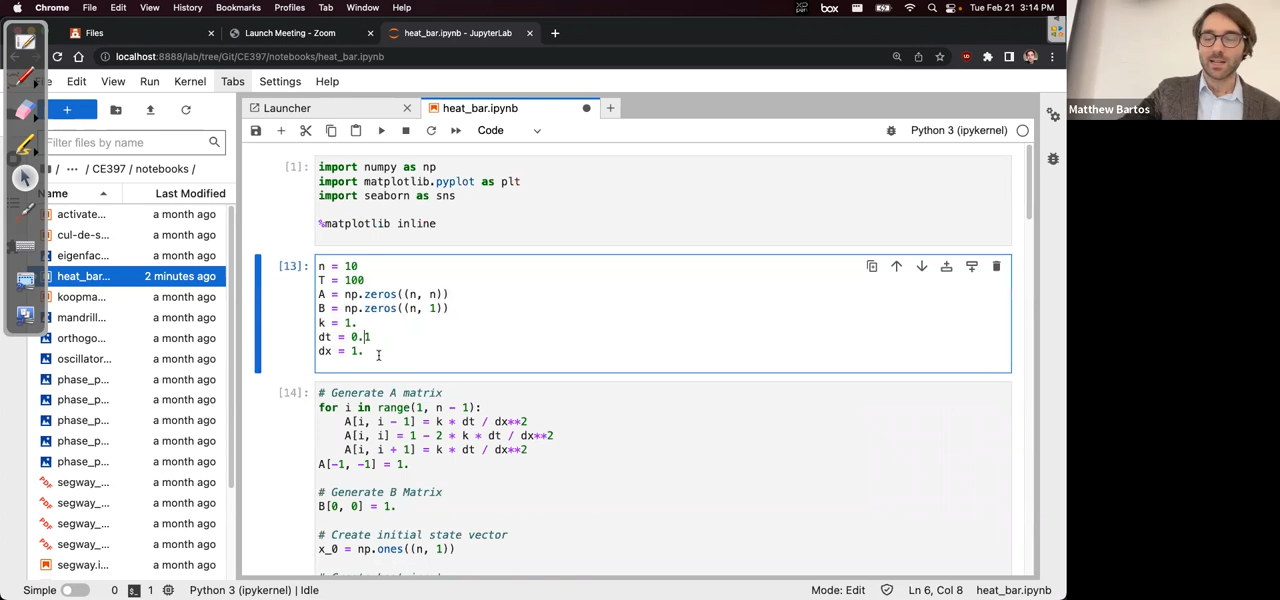 Chrome File Edit View History Bookmarks Profiles Tab Window Help box Tue Feb 21 3:14 PM
Files Launch Meeting - Zoom heat_bar.ipynb - JupyterLab
localhost:8888/lab/tree/Git/CE397/notebooks/heat_bar.ipynb
Edit View Run Kernel Tabs Settings Help
Matthew Bartos
Launcher heat_bar.ipynb
Code Python 3 (ipykernel)
Filter files by name
/ ··· / CE397 / notebooks /
Name Last Modified
activate... a month ago
cul-de-s... a month ago
eigenfac... a month ago
heat_bar... 2 minutes ago
koopma... a month ago
mandrill... a month ago
orthogo... a month ago
oscillator... a month ago
phase_p... a month ago
phase_p... a month ago
phase_p... a month ago
phase_p... a month ago
phase_p... a month ago
segway_... a month ago
segway_... a month ago
segway_... a month ago
segway_... a month ago
segway.i... a month ago
[1]: import numpy as np
import matplotlib.pyplot as plt
import seaborn as sns
%matplotlib inline
[13]: n = 10
T = 100
A = np.zeros((n, n))
B = np.zeros((n, 1))
k = 1.
dt = 0.1
dx = 1.
[14]: # Generate A matrix
for i in range(1, n - 1):
A[i, i - 1] = k * dt / dx**2
A[i, i] = 1 - 2 * k * dt / dx**2
A[i, i + 1] = k * dt / dx**2
A[-1, -1] = 1.
# Generate B Matrix
B[0, 0] = 1.
# Create initial state vector
x_0 = np.ones((n, 1))
Simple 0 1 Python 3 (ipykernel) | Idle Mode: Edit Ln 6, Col 8 heat_bar.ipynb